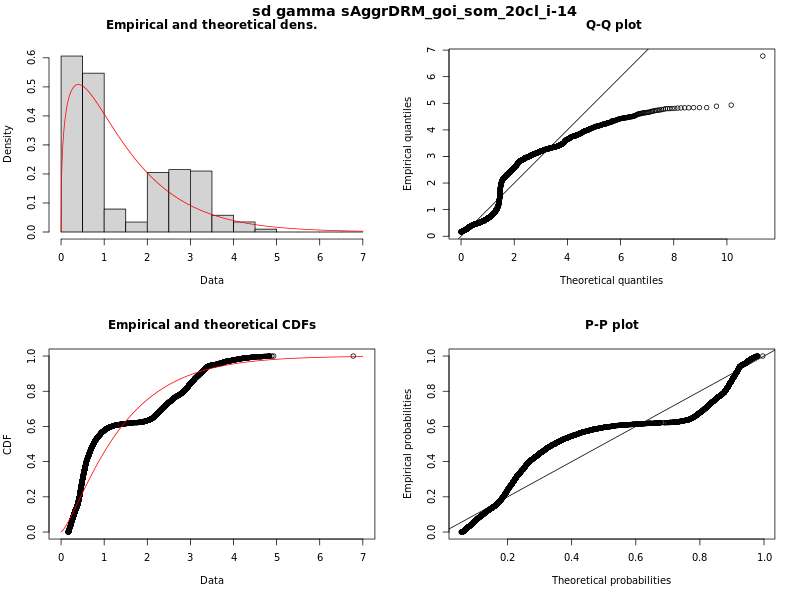 sd gamma sAggrDRM_goi_som_20cl_i-14
Empirical and theoretical dens.
Density
0.0 0.1 0.2 0.3 0.4 0.5 0.6
0 1 2 3 4 5 6 7
Data
Q-Q plot
Empirical quantiles
0 1 2 3 4 5 6 7
0 2 4 6 8 10
Theoretical quantiles
Empirical and theoretical CDFs
CDF
0.0 0.2 0.4 0.6 0.8 1.0
0 1 2 3 4 5 6 7
Data
P-P plot
Empirical probabilities
0.0 0.2 0.4 0.6 0.8 1.0
0.2 0.4 0.6 0.8 1.0
Theoretical probabilities